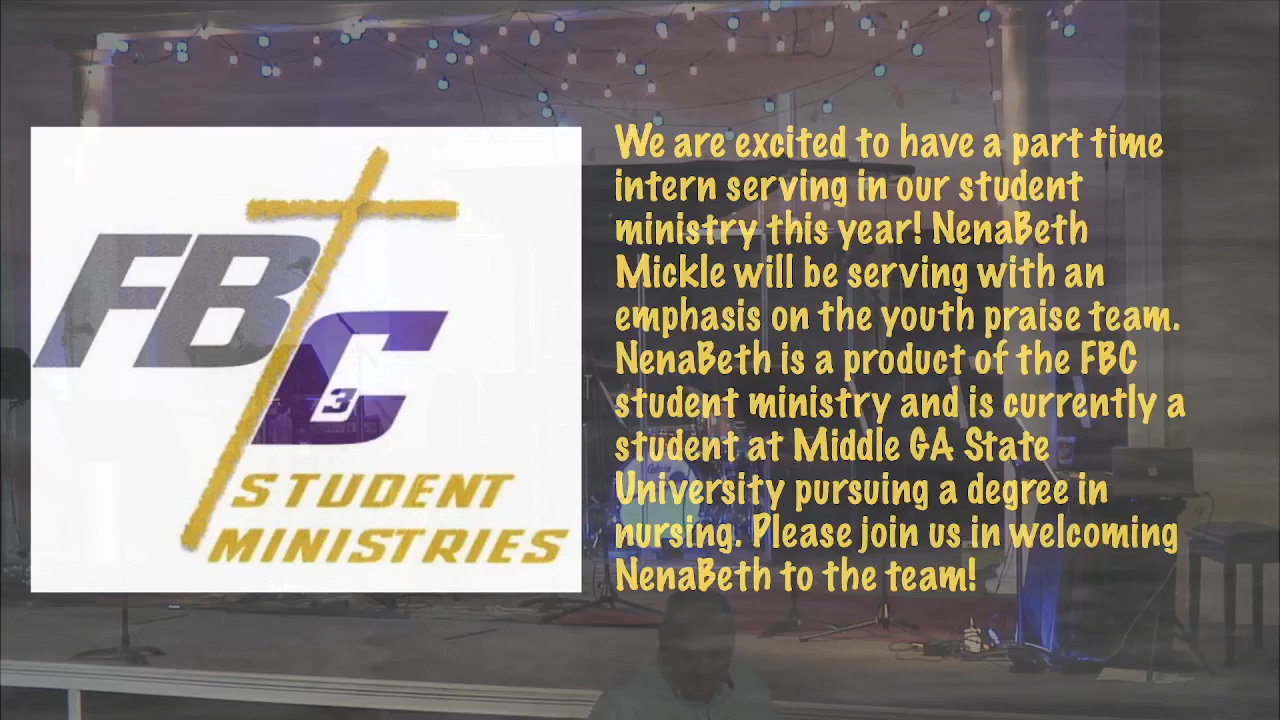 FBC
3
STUDENT
MINISTRIES
We are excited to have a part time
intern serving in our student
ministry this year! NenaBeth
Mickle will be serving with an
emphasis on the youth praise team.
NenaBeth is a product of the FBC
student ministry and is currently a
student at Middle GA State
University pursuing a degree in
nursing. Please join us in welcoming
NenaBeth to the team!